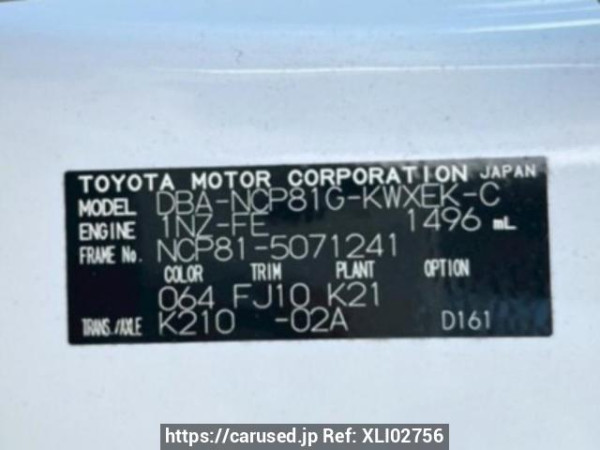 TOYOTA MOTOR CORPORATION JAPAN
MODEL DBA-NCP81G-KWXEK-C
ENGINE 1NZ-FE 1496 mL
FRAME No. NCP81-5071241
COLOR TRIM PLANT OPTION
064 FJ10 K21
TRANS./AXLE K210 -02A D161
https://carused.jp Ref: XLI02756